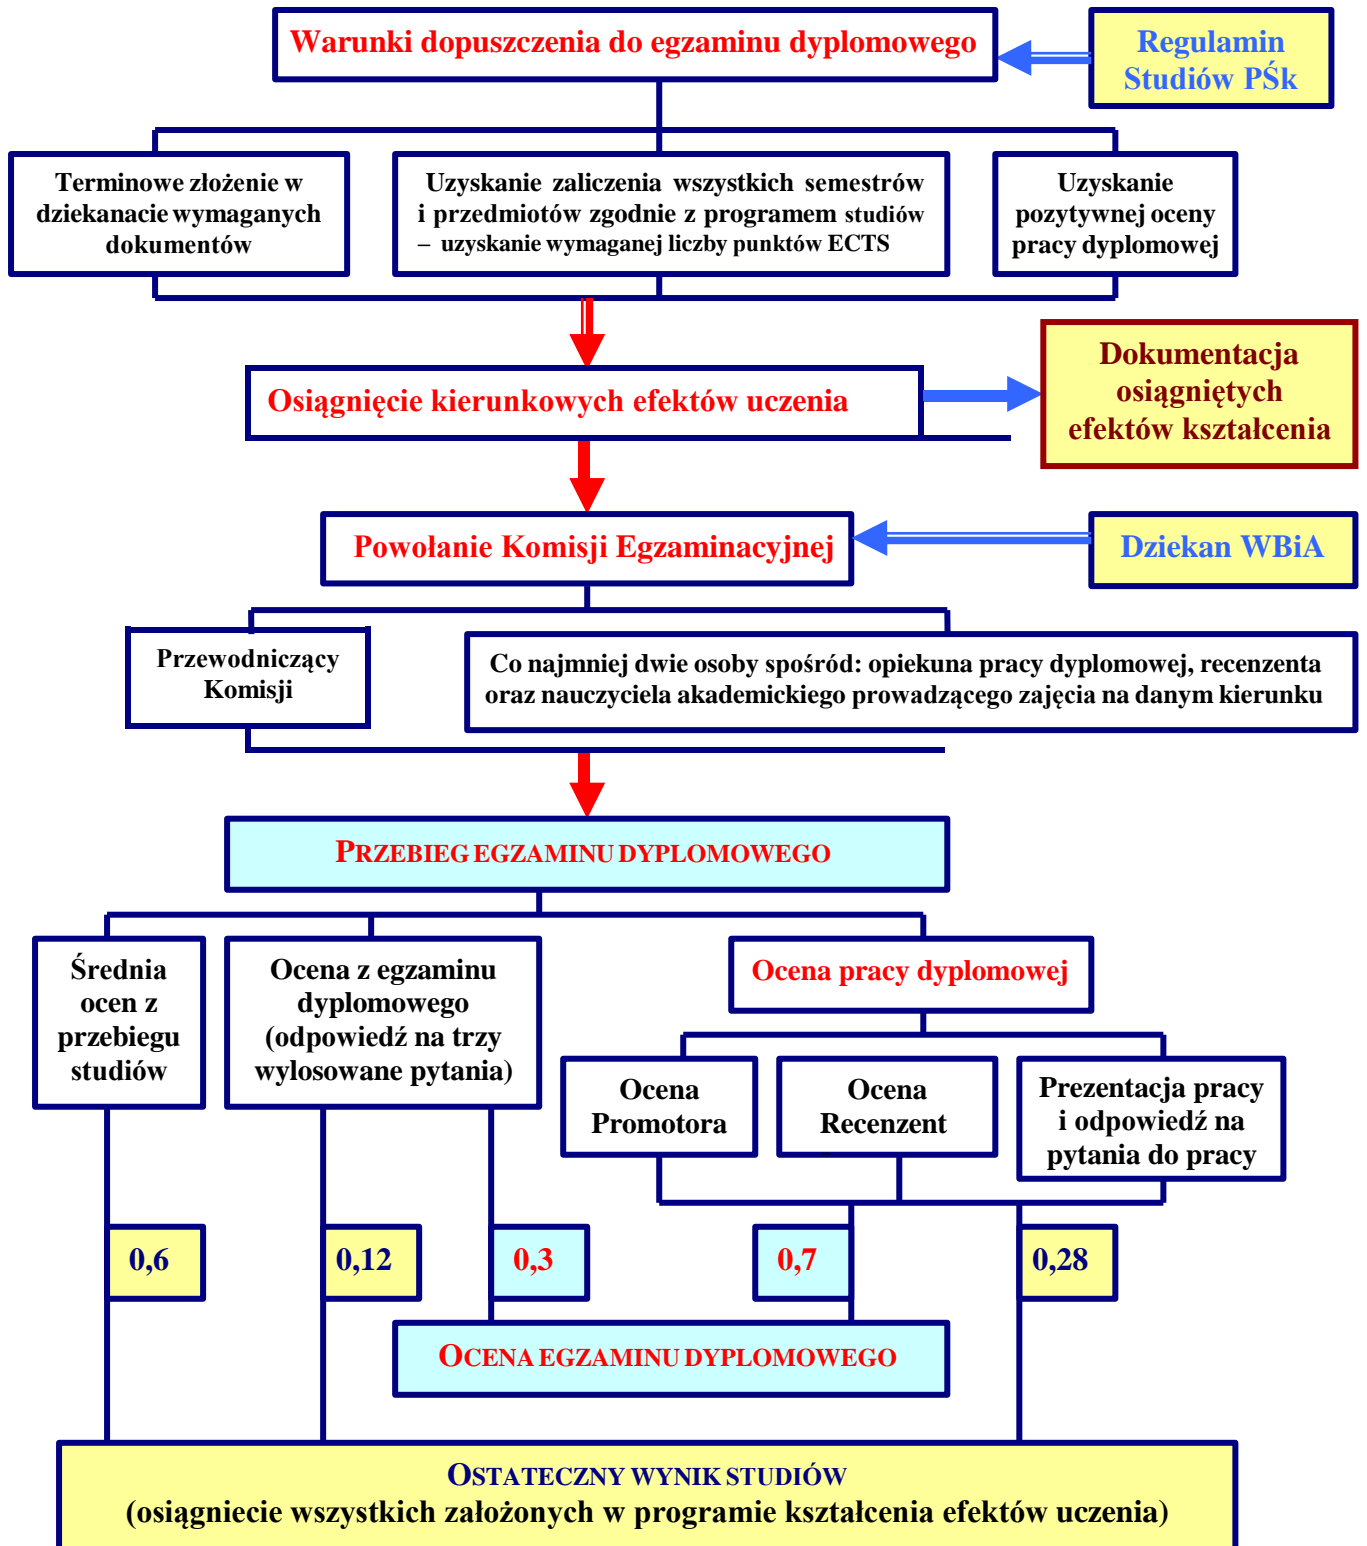 Warunki dopuszczenia do egzaminu dyplomowego
Regulamin
Studiów PŚk
Terminowe złożenie w
dziekanacie wymaganych
dokumentów
Uzyskanie zaliczenia wszystkich semestrów
i przedmiotów zgodnie z programem studiów
– uzyskanie wymaganej liczby punktów ECTS
Uzyskanie
pozytywnej oceny
pracy dyplomowej
Osiągnięcie kierunkowych efektów uczenia
Dokumentacja
osiągniętych
efektów kształcenia
Powołanie Komisji Egzaminacyjnej
Dziekan WBiA
Przewodniczący
Komisji
Co najmniej dwie osoby spośród: opiekuna pracy dyplomowej, recenzenta
oraz nauczyciela akademickiego prowadzącego zajęcia na danym kierunku
PRZEBIEG EGZAMINU DYPLOMOWEGO
Średnia
ocen z
przebiegu
studiów
Ocena z egzaminu
dyplomowego
(odpowiedź na trzy
wylosowane pytania)
Ocena pracy dyplomowej
Ocena
Promotora
Ocena
Recenzent
Prezentacja pracy
i odpowiedź na
pytania do pracy
0,6
0,12
0,3
0,7
0,28
OCENA EGZAMINU DYPLOMOWEGO
OSTATECZNY WYNIK STUDIÓW
(osiągniecie wszystkich założonych w programie kształcenia efektów uczenia)